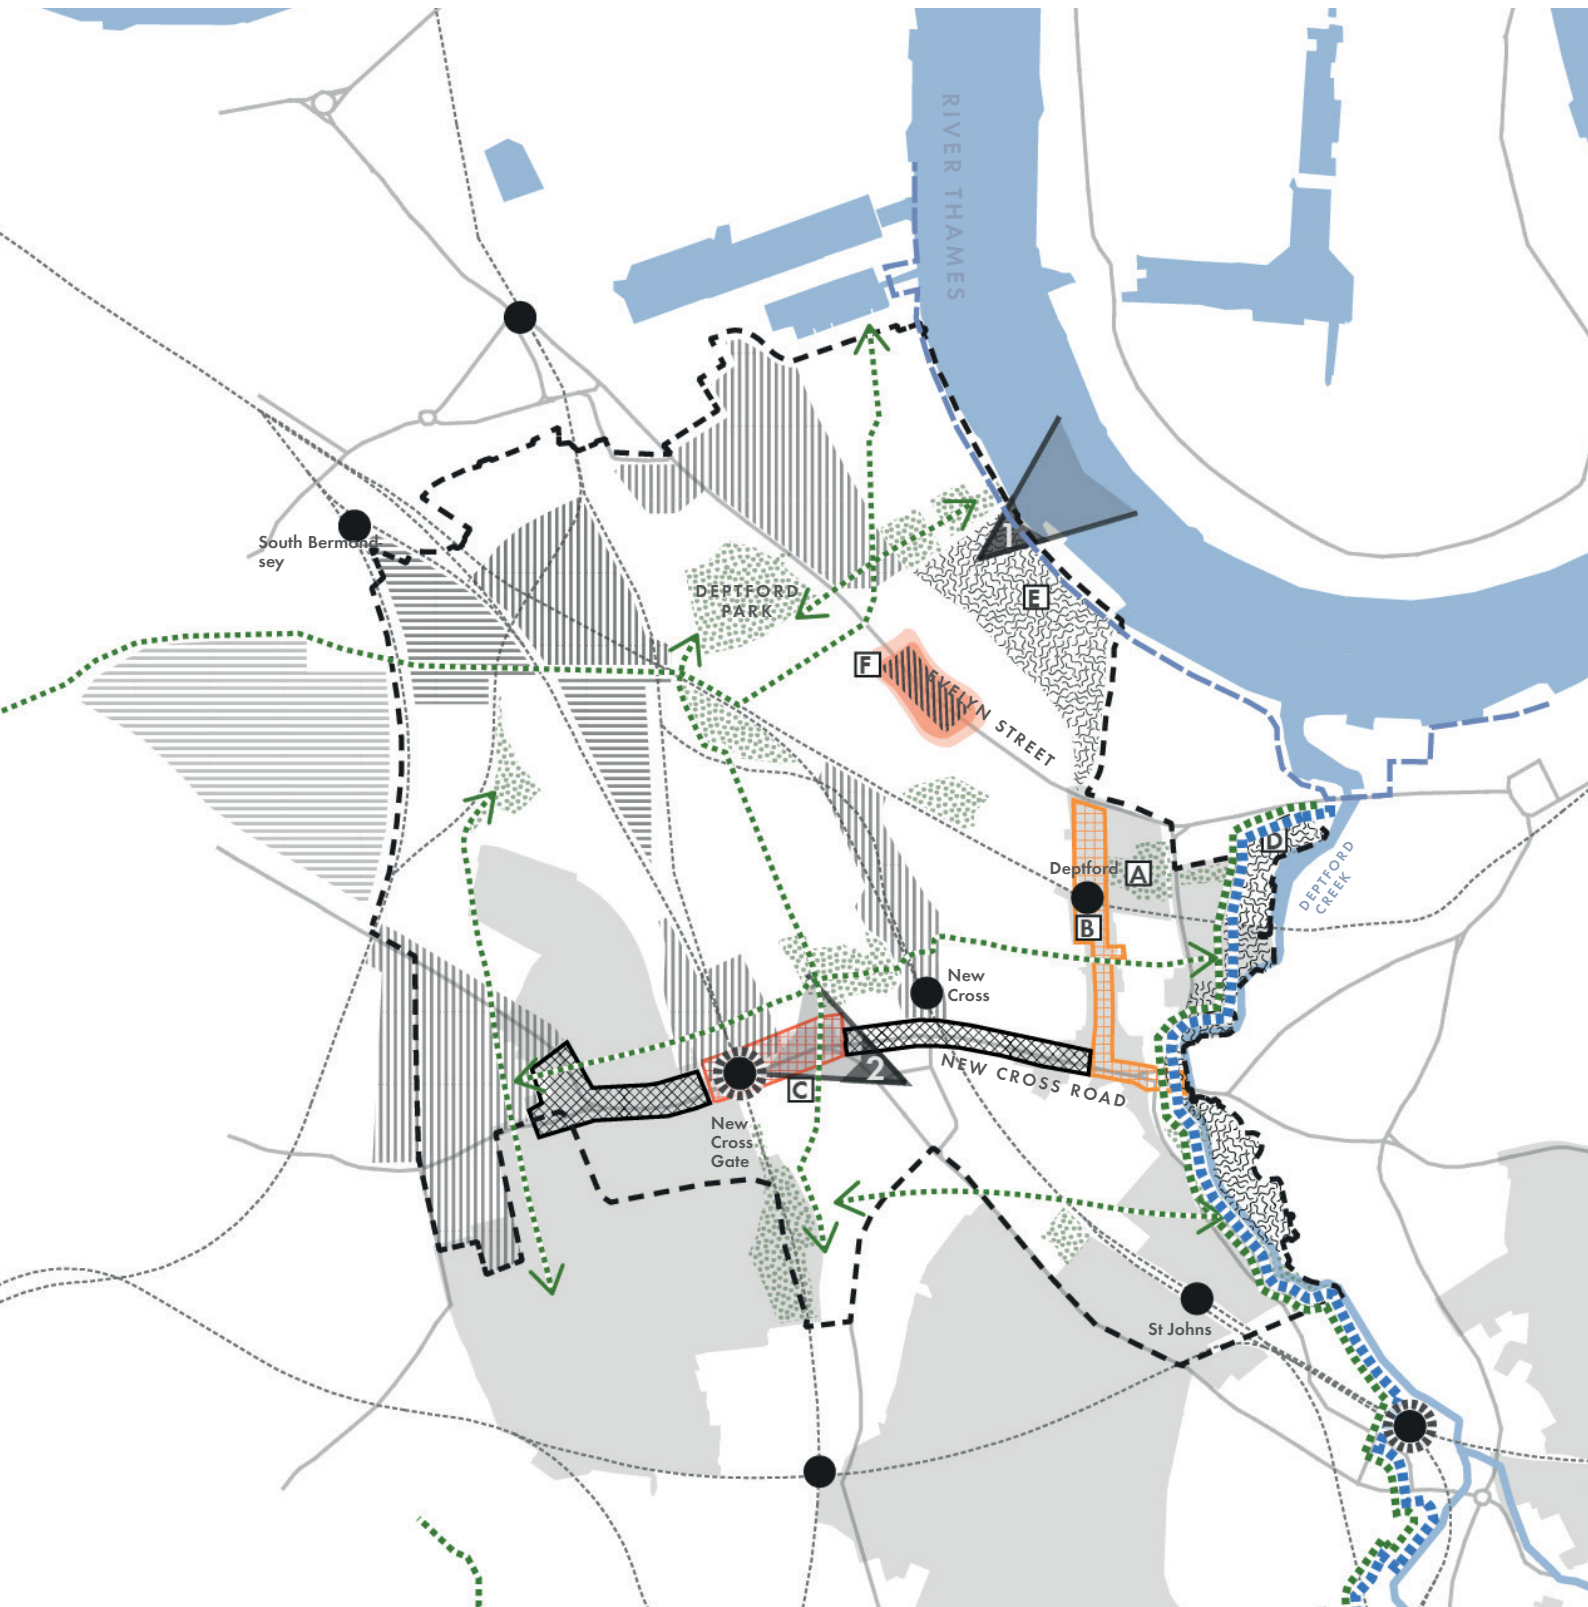 RIVER THAMES
South Bermond-
sey
1
DEPTFORD
PARK
E
F
EVELYN STREET
D
DEPTFORD
CREEK
Deptford
A
B
New
Cross
2
NEW CROSS ROAD
C
New
Cross
Gate
St Johns